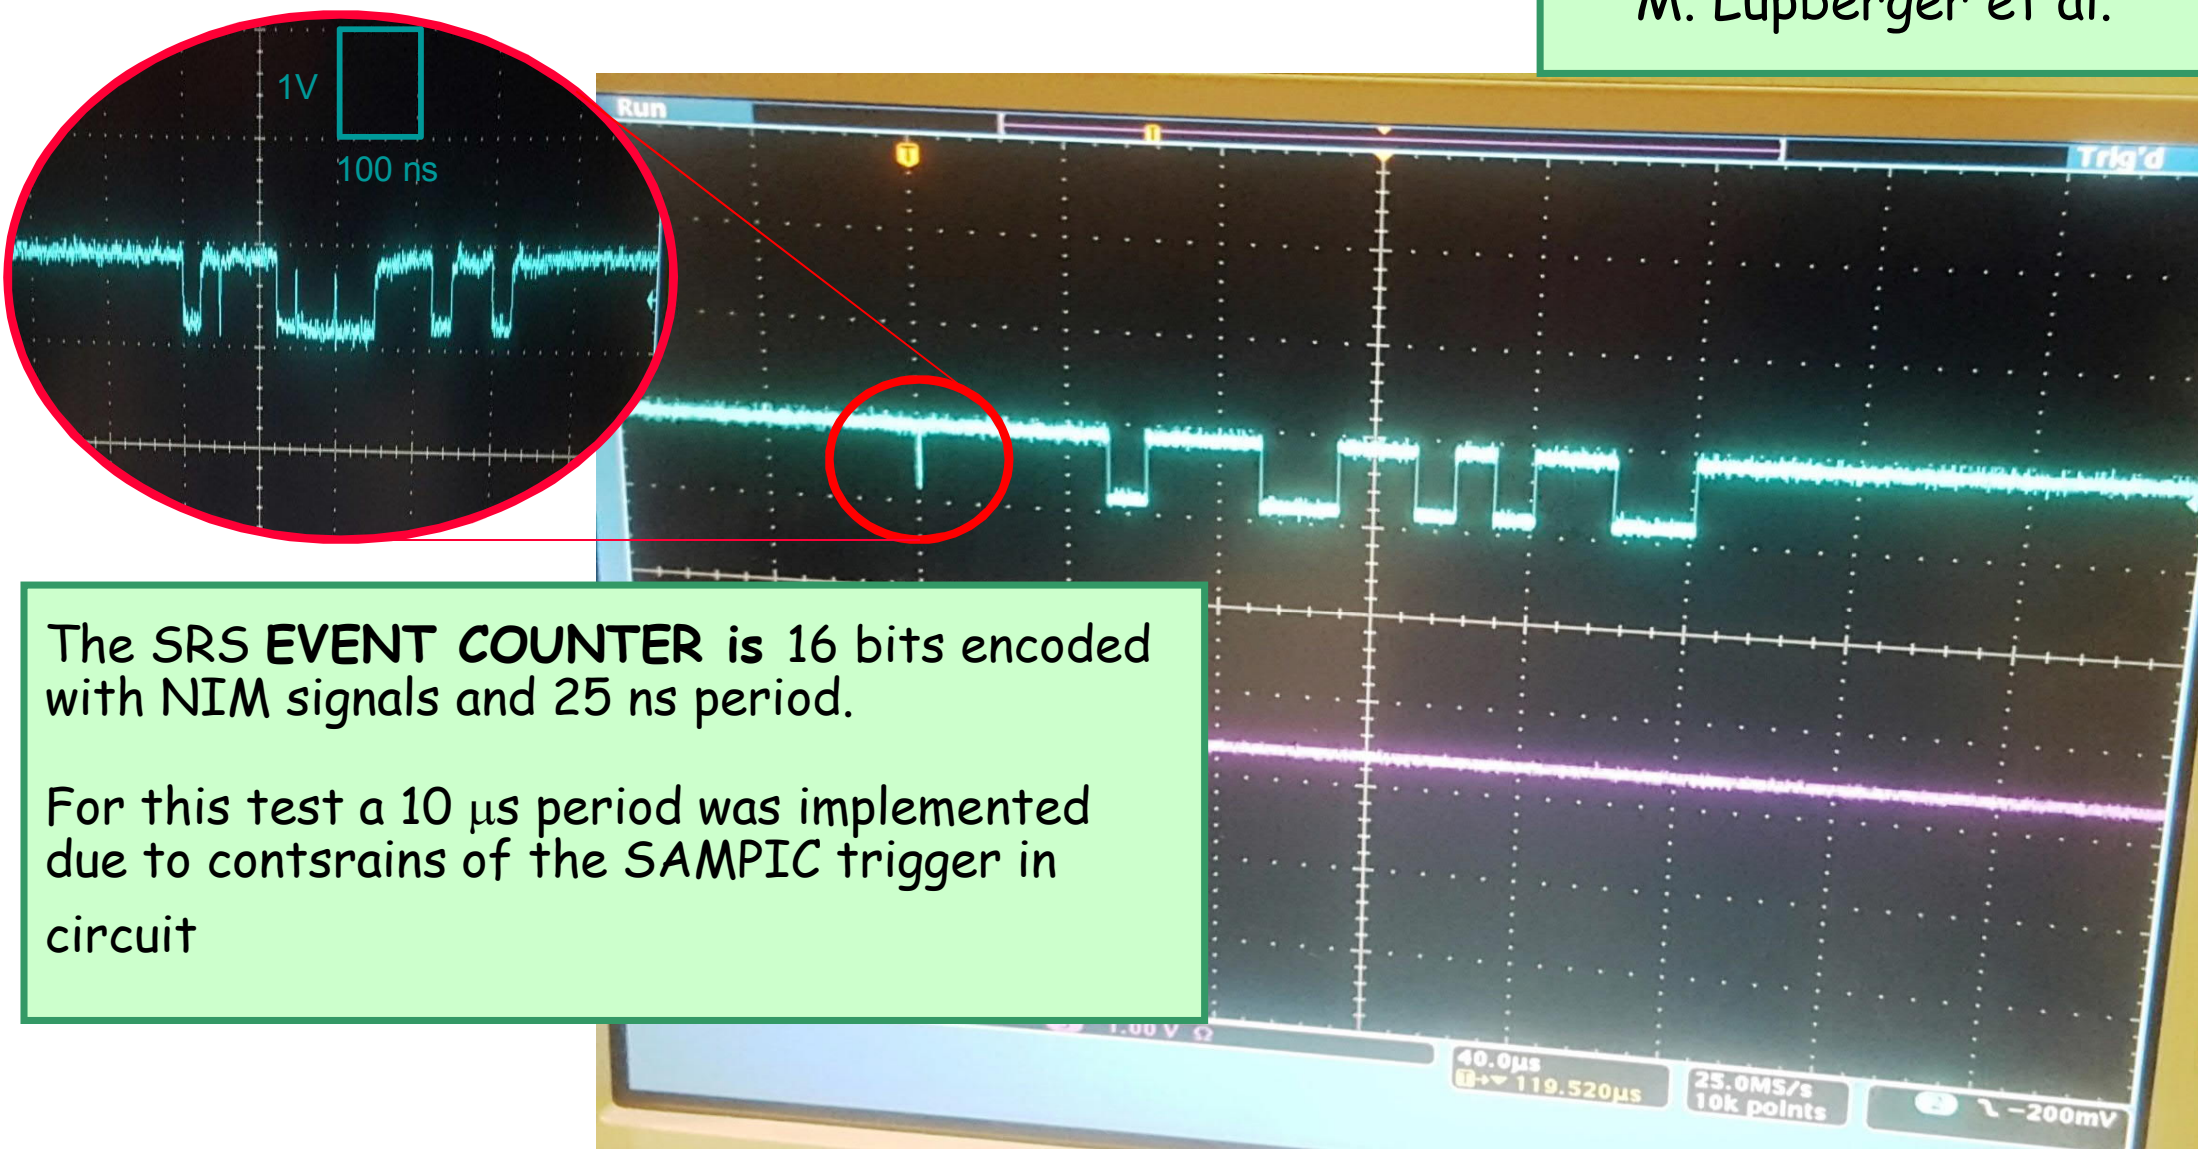 M. Lupberger et al.
1V
100 ns
Run
T
T
Trig'd
The SRS EVENT COUNTER is 16 bits encoded
with NIM signals and 25 ns period.
For this test a 10 μs period was implemented
due to contsrains of the SAMPIC trigger in
circuit
1.00 V Ω
40.0μs
T→▼ 119.520μs
25.0MS/s
10k points
2 -200mV